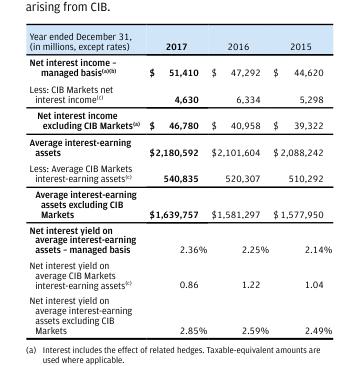 arising from CIB.
Year ended December 31,
(in millions, except rates) 2017 2016 2015
Net interest income –
managed basis(a)(b) $ 51,410 $ 47,292 $ 44,620
Less: CIB Markets net
interest income(c) 4,630 6,334 5,298
Net interest income
excluding CIB Markets(a) $ 46,780 $ 40,958 $ 39,322
Average interest-earning
assets $2,180,592 $2,101,604 $2,088,242
Less: Average CIB Markets
interest-earning assets(c) 540,835 520,307 510,292
Average interest-earning
assets excluding CIB
Markets $1,639,757 $1,581,297 $1,577,950
Net interest yield on
average interest-earning
assets – managed basis 2.36% 2.25% 2.14%
Net interest yield on
average CIB Markets
interest-earning assets(c) 0.86 1.22 1.04
Net interest yield on
average interest-earning
assets excluding CIB
Markets 2.85% 2.59% 2.49%
(a) Interest includes the effect of related hedges. Taxable-equivalent amounts are
used where applicable.